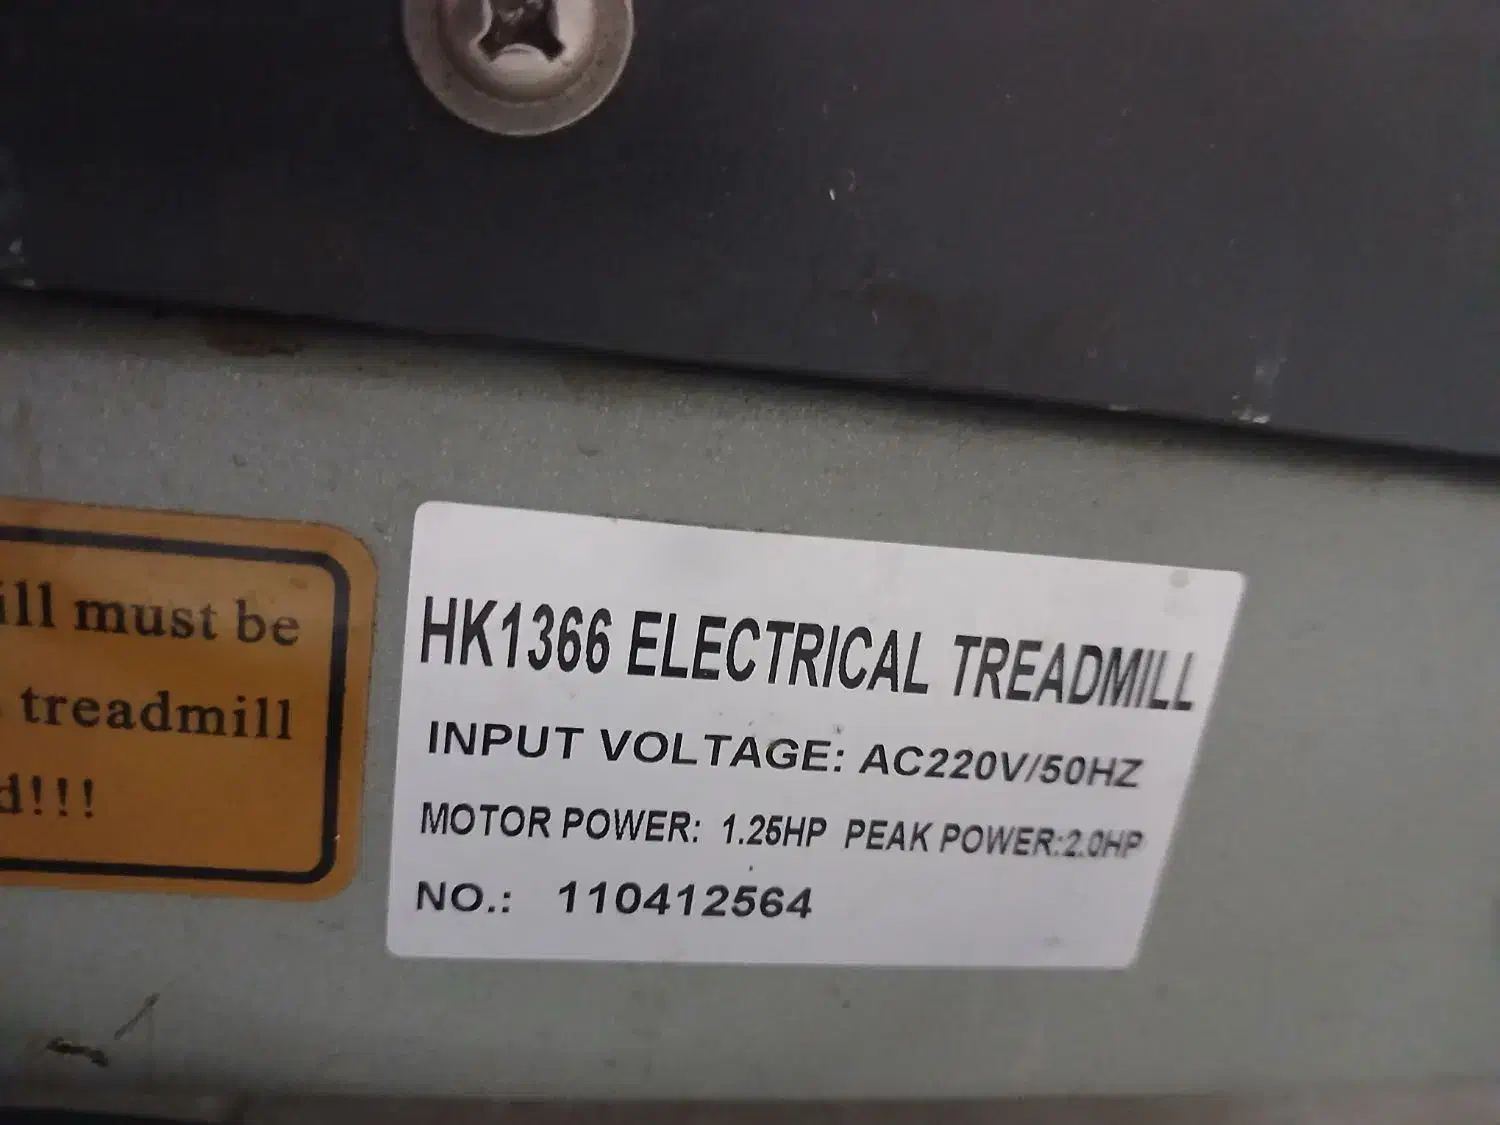 ill must be
treadmill
d!!!
HK1366 ELECTRICAL TREADMILL
INPUT VOLTAGE: AC220V/50HZ
MOTOR POWER: 1.25HP PEAK POWER:2.0HP
NO.: 110412564